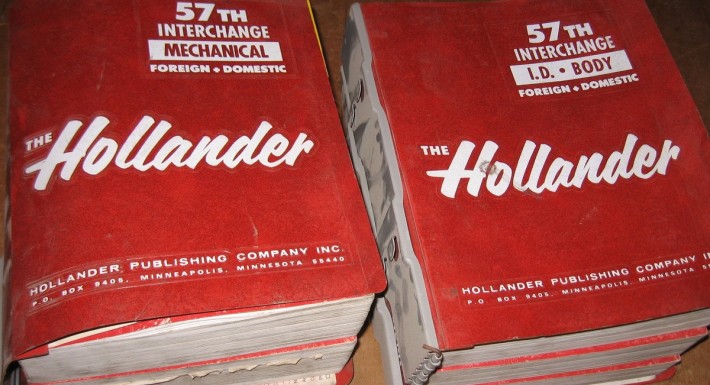 57TH
INTERCHANGE
MECHANICAL
FOREIGN ♦ DOMESTIC
THE Hollander
HOLLANDER PUBLISHING COMPANY INC.
P.O. BOX 9405, MINNEAPOLIS, MINNESOTA 55440
57TH
INTERCHANGE
I.D. • BODY
FOREIGN ♦ DOMESTIC
THE Hollander
HOLLANDER PUBLISHING COMPANY
P.O. BOX 9405, MINNEAPOLIS, MINNESOTA